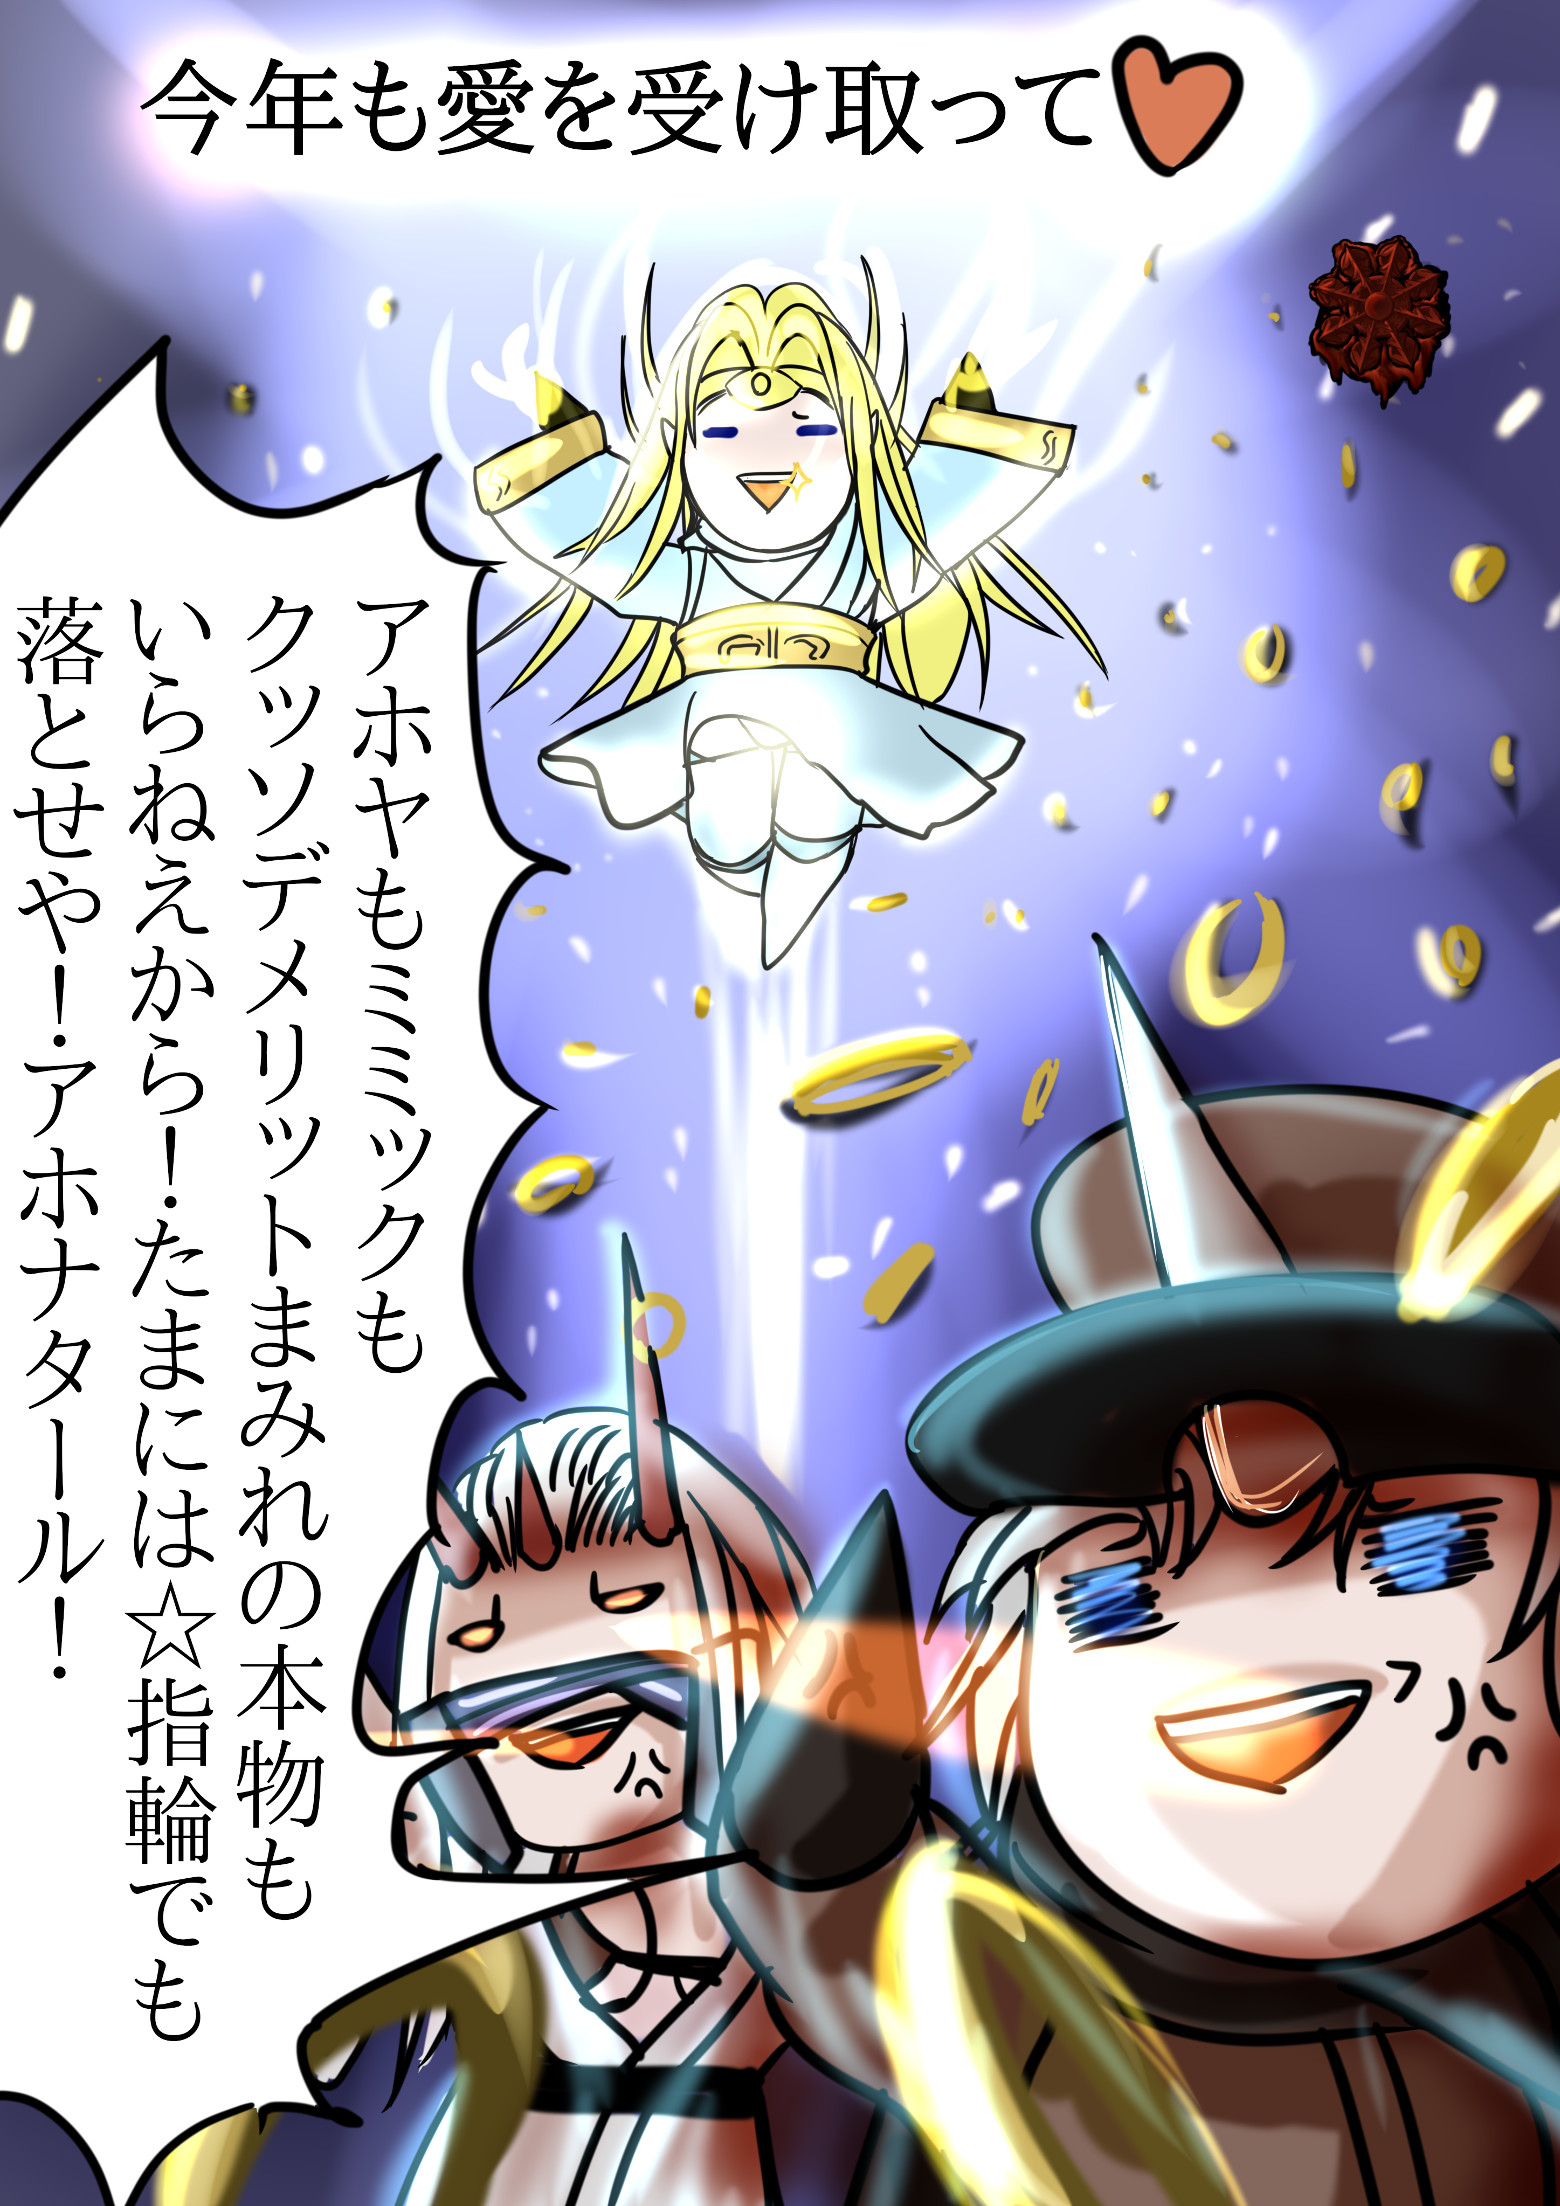 今年も愛を受け取って♥
アホヤもミミックも
クッソデメリットまみれの本物も
いらねえから！たまには☆指輪でも
落とせや！アホナタール！